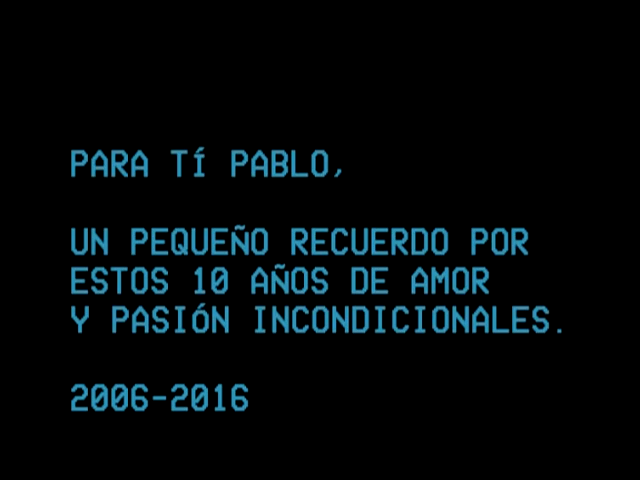 PARA TÍ PABLO,
UN PEQUEÑO RECUERDO POR
ESTOS 10 AÑOS DE AMOR
Y PASIÓN INCONDICIONALES.
2006-2016